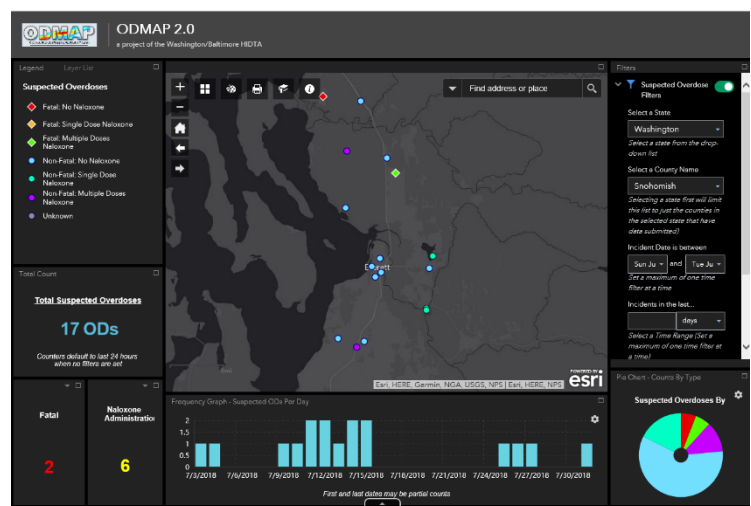 ODMAP
ODMAP 2.0
a project of the Washington/Baltimore HIDTA
Legend
Layer List
Suspected Overdoses
Fatal: No Naloxone
Fatal: Single Dose Naloxone
Fatal: Multiple Doses
Naloxone
Non-Fatal: No Naloxone
Non-Fatal: Single Dose
Naloxone
Non-Fatal: Multiple Doses
Naloxone
Unknown
Total Count
Total Suspected Overdoses
17 ODs
Counters default to last 24 hours
when no filters are set
Fatal
2
Naloxone
Administratio
6
Find address or place
Everett
Esri, HERE, Garmin, NGA, USGS, NPS | Esri, HERE, NPS
POWERED BY
esri
Frequency Graph - Suspected ODs Per Day
2
1.5
1
0.5
0
7/3/2018 7/6/2018 7/9/2018 7/12/2018 7/15/2018 7/18/2018 7/21/2018 7/24/2018 7/27/2018 7/30/2018
First and last dates may be partial counts
Filters
Suspected Overdose
Filters
Select a State
Washington
Select a state from the drop-
down list
Select a County Name
Snohomish
Selecting a state first will limit
this list to just the counties in
the selected state that have
data submitted)
Incident Date is between
Sun Ju and Tue Ju
Set a maximum of one time
filter at a time
Incidents in the last...
days
Select a Time Range (Set a
maximum of one time filter at
a time)
Pie Chart - Counts By Type
Suspected Overdoses By